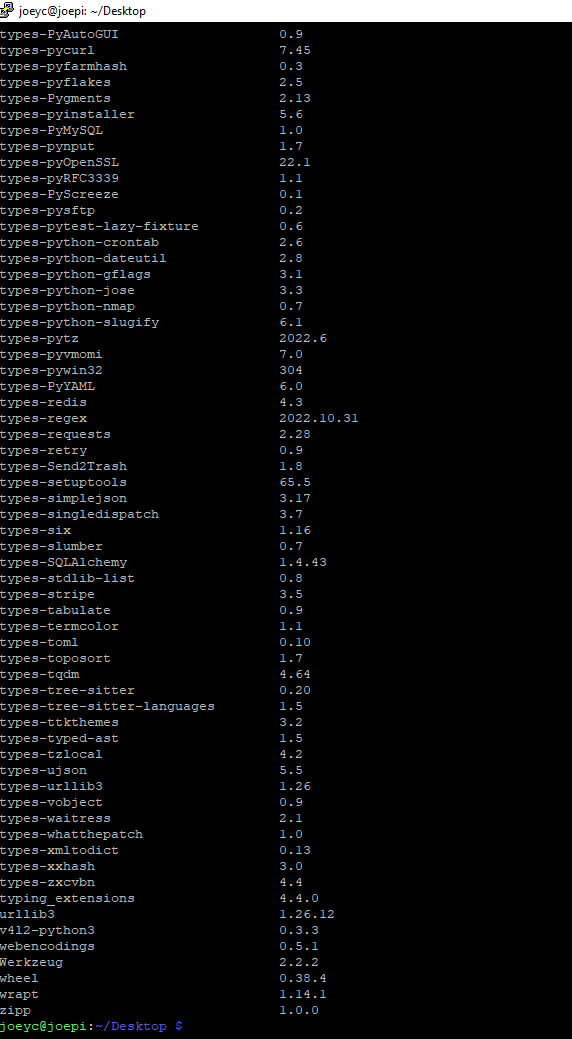 joeyc@joepi: ~/Desktop
types-PyAutoGUI 0.9
types-pycurl 7.45
types-pyfarmhash 0.3
types-pyflakes 2.5
types-Pygments 2.13
types-pyinstaller 5.6
types-PyMySQL 1.0
types-pynput 1.7
types-pyOpenSSL 22.1
types-pyRFC3339 1.1
types-PyScreeze 0.1
types-pysftp 0.2
types-pytest-lazy-fixture 0.6
types-python-crontab 2.6
types-python-dateutil 2.8
types-python-gflags 3.1
types-python-jose 3.3
types-python-nmap 0.7
types-python-slugify 6.1
types-pytz 2022.6
types-pyvmomi 7.0
types-pywin32 304
types-PyYAML 6.0
types-redis 4.3
types-regex 2022.10.31
types-requests 2.28
types-retry 0.9
types-Send2Trash 1.8
types-setuptools 65.5
types-simplejson 3.17
types-singledispatch 3.7
types-six 1.16
types-slumber 0.7
types-SQLAlchemy 1.4.43
types-stdlib-list 0.8
types-stripe 3.5
types-tabulate 0.9
types-termcolor 1.1
types-toml 0.10
types-toposort 1.7
types-tqdm 4.64
types-tree-sitter 0.20
types-tree-sitter-languages 1.5
types-ttkthemes 3.2
types-typed-ast 1.5
types-tzlocal 4.2
types-ujson 5.5
types-urllib3 1.26
types-vobject 0.9
types-waitress 2.1
types-whatthepatch 1.0
types-xmltodict 0.13
types-xxhash 3.0
types-zxcvbn 4.4
typing_extensions 4.4.0
urllib3 1.26.12
v4l2-python3 0.3.3
webencodings 0.5.1
Werkzeug 2.2.2
wheel 0.38.4
wrapt 1.14.1
zipp 1.0.0
joeyc@joepi:~/Desktop $